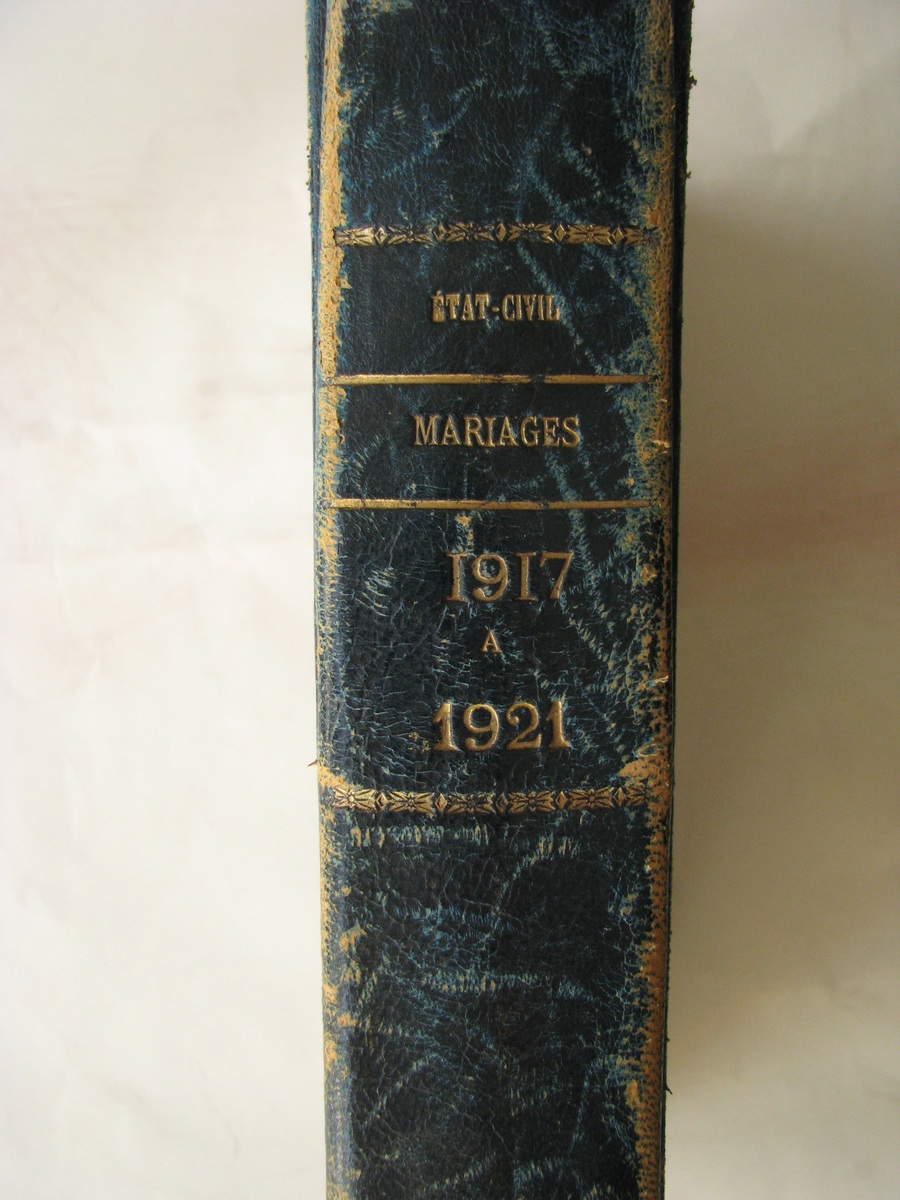 ÉTAT-CIVIL
MARIAGES
1917
A
1921